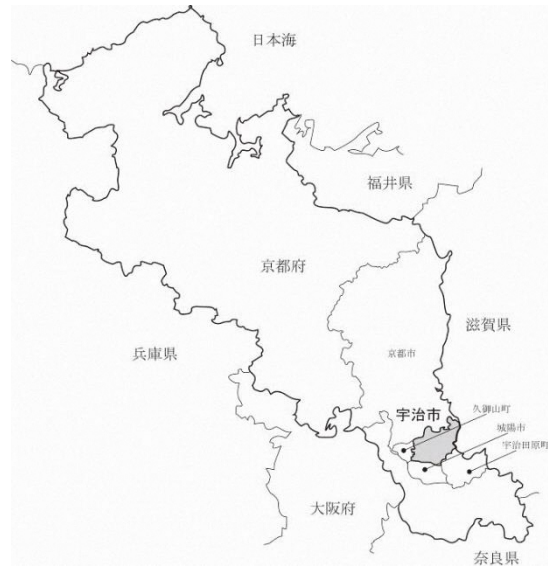 日本海
福井県
京都府
滋賀県
兵庫県
京都市
久御山町
宇治市
城陽市
宇治田原町
大阪府
奈良県